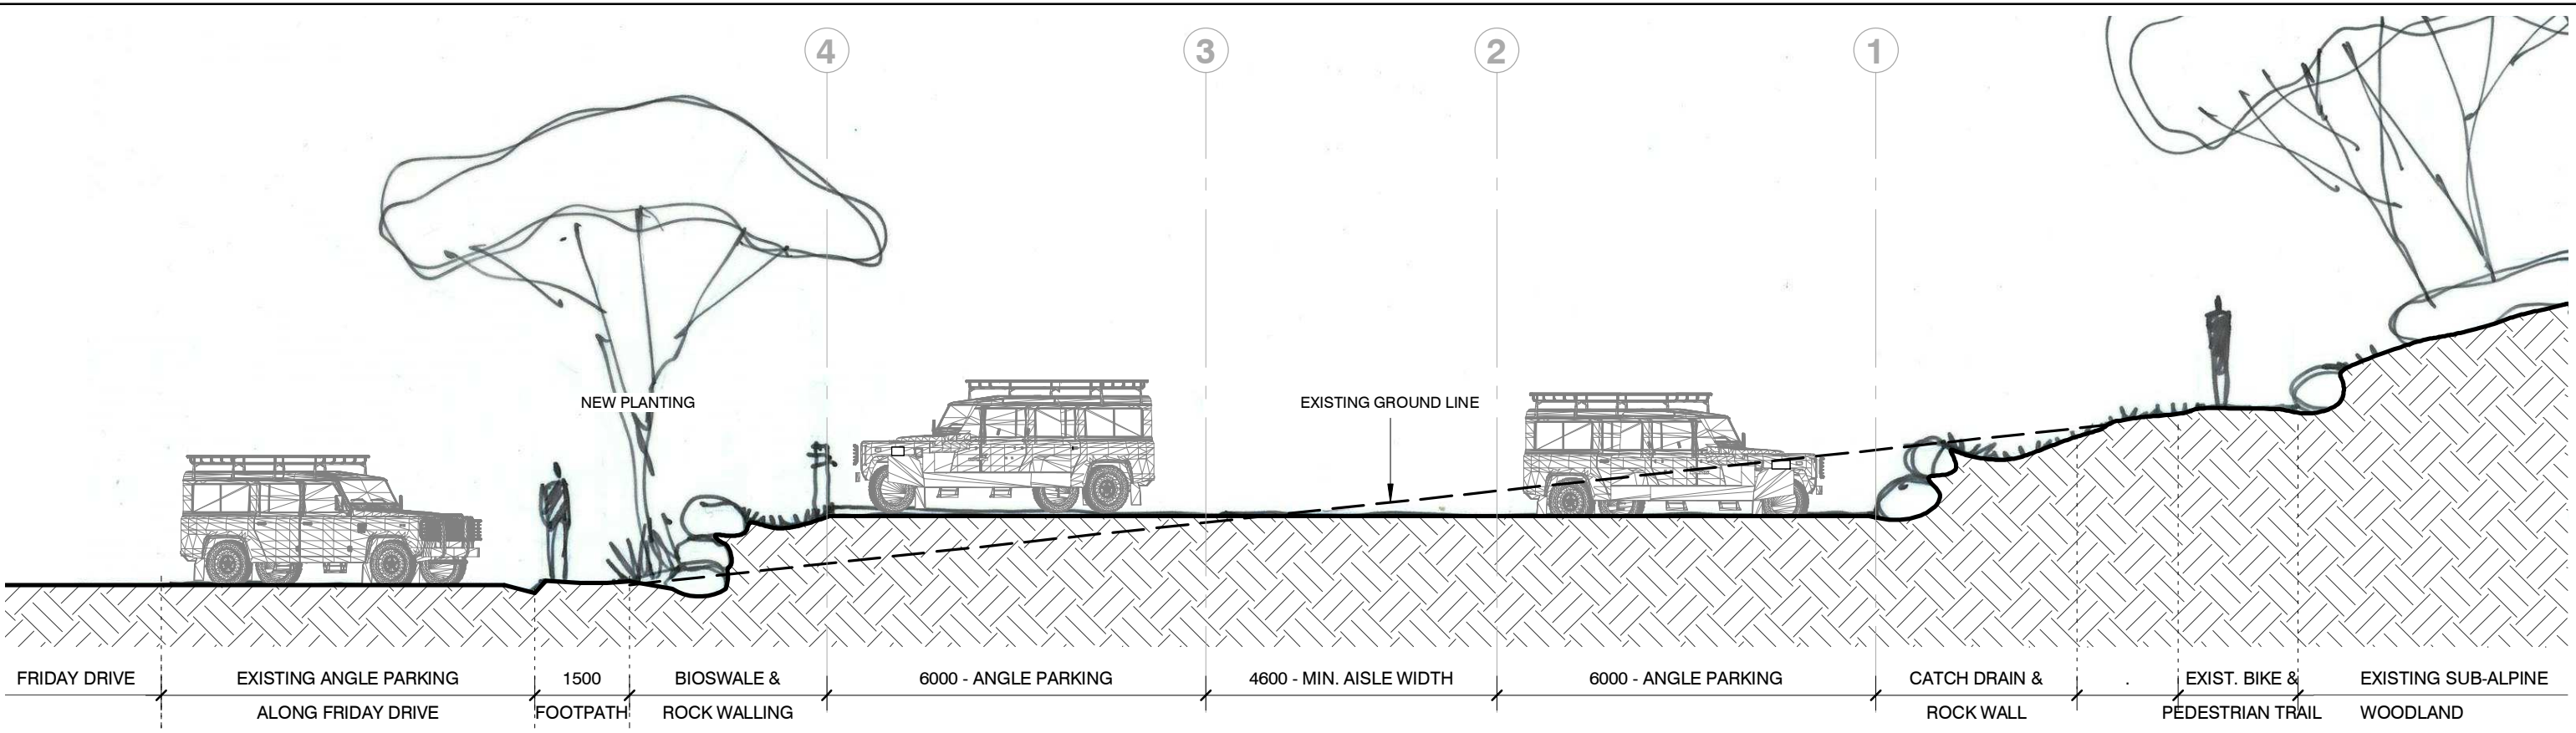 4
3
2
1
NEW PLANTING
EXISTING GROUND LINE
FRIDAY DRIVE
EXISTING ANGLE PARKING
ALONG FRIDAY DRIVE
1500
FOOTPATH
BIOSWALE &
ROCK WALLING
6000 - ANGLE PARKING
4600 - MIN. AISLE WIDTH
6000 - ANGLE PARKING
CATCH DRAIN &
ROCK WALL
.
EXIST. BIKE &
PEDESTRIAN TRAIL
EXISTING SUB-ALPINE
WOODLAND